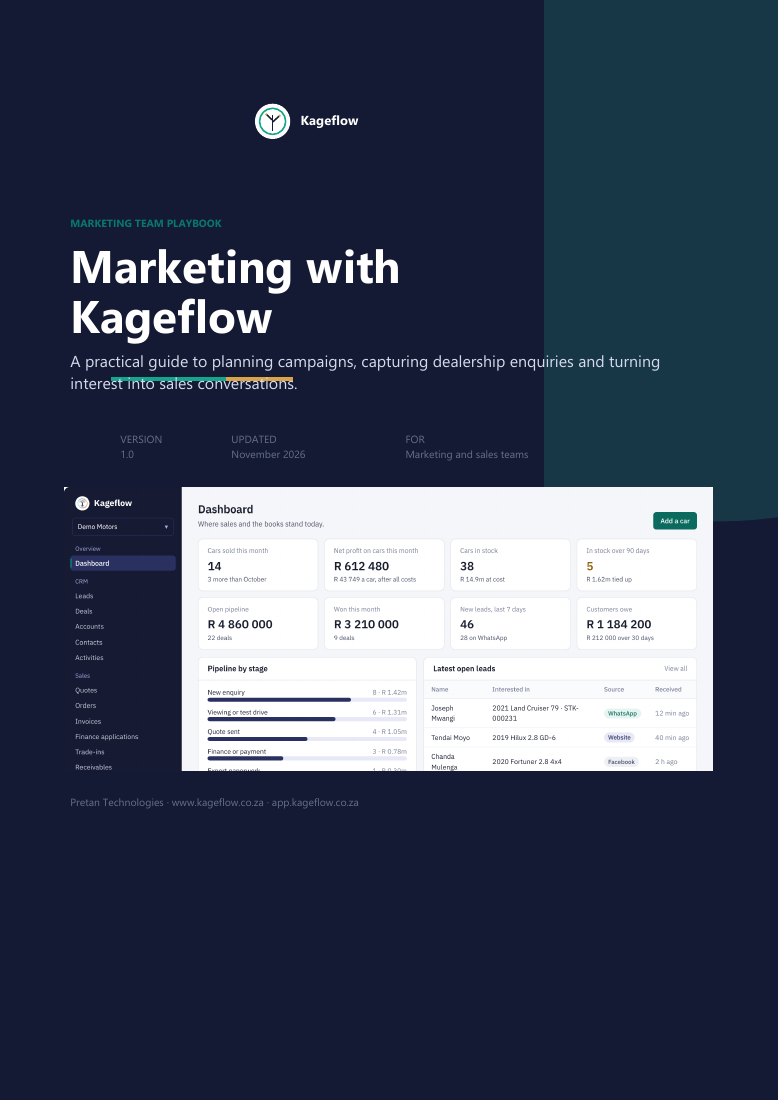 Kageflow
MARKETING TEAM PLAYBOOK
Marketing with
Kageflow
A practical guide to planning campaigns, capturing dealership enquiries and turning
interest into sales conversations.
VERSION
1.0
UPDATED
November 2026
FOR
Marketing and sales teams
Kageflow
Demo Motors
Overview
Dashboard
CRM
Leads
Deals
Accounts
Contacts
Activities
Sales
Quotes
Orders
Invoices
Finance applications
Trade-ins
Receivables
Dashboard
Where sales and the books stand today.
Add a car
Cars sold this month
14
3 more than October
Net profit on cars this month
R 612 480
R 43 749 a car, after all costs
Cars in stock
38
R 14.9m at cost
In stock over 90 days
5
R 1.62m tied up
Open pipeline
R 4 860 000
22 deals
Won this month
R 3 210 000
9 deals
New leads, last 7 days
46
28 on WhatsApp
Customers owe
R 1 184 200
R 212 000 over 30 days
Pipeline by stage
New enquiry 8 · R 1.42m
Viewing or test drive 6 · R 1.31m
Quote sent 4 · R 1.05m
Finance or payment 3 · R 0.78m
Export paperwork 1 · R 0.30m
Latest open leads View all
Name Interested in Source Received
Joseph
Mwangi
2021 Land Cruiser 79 · STK-
000231
WhatsApp
12 min ago
Tendai Moyo 2019 Hilux 2.8 GD-6 Website 40 min ago
Chanda
Mulenga
2020 Fortuner 2.8 4x4 Facebook 2 h ago
Pretan Technologies · www.kageflow.co.za · app.kageflow.co.za